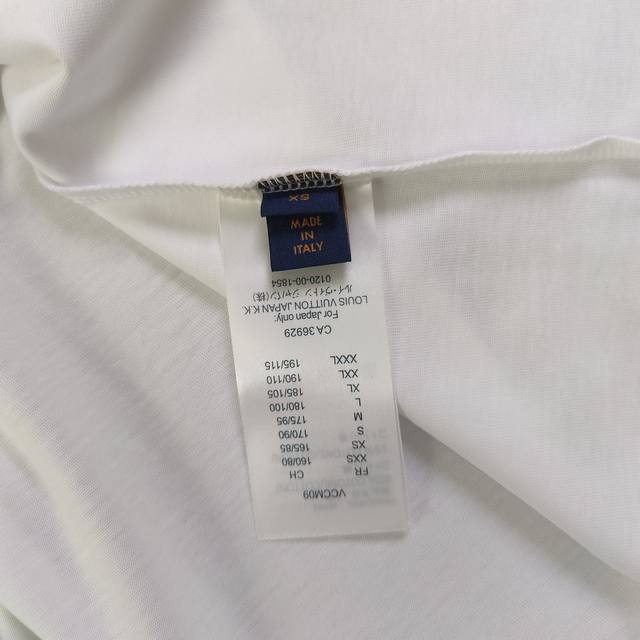 5X
MADE
IN
ITALY
VCCM09
FR CH
XXS 160/80
XS 165/85
S 170/90
M 175/95
L 180/100
XL 185/105
XXL 190/110
XXXL 195/115
CA 36929
For Japan only:
LOUIS VUITTON JAPAN K.K
ルイ・ヴィトン ジャパン(株)
0120-00-1854